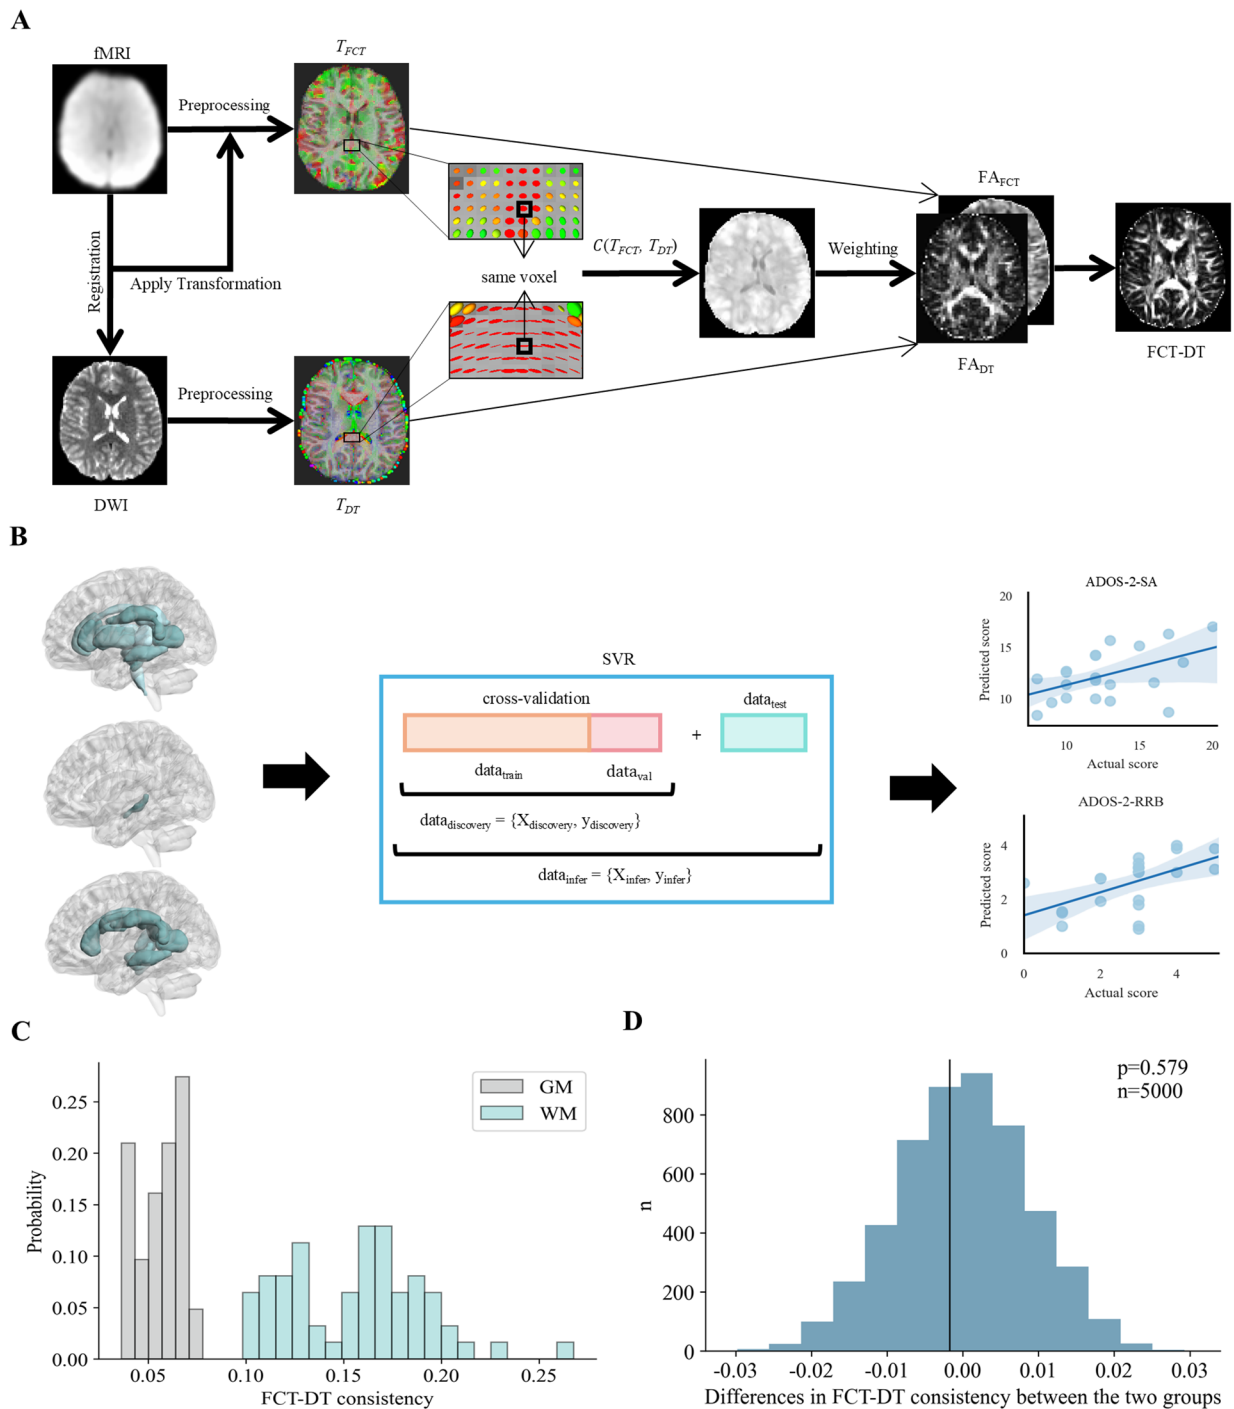 A
fMRI
T_FCT
Preprocessing
Registration
Apply Transformation
same voxel
C(T_FCT, T_DT)
Weighting
FA_FCT
FA_DT
FCT-DT
Preprocessing
DWI
T_DT
B
SVR
cross-validation
data_test
+
data_train
data_val
data_discovery = {X_discovery, y_discovery}
data_infer = {X_infer, y_infer}
ADOS-2-SA
20
15
10
Predicted score
10 15 20
Actual score
ADOS-2-RRB
4
2
0
Predicted score
0 2 4
Actual score
C
GM
WM
0.25
0.20
0.15
0.10
0.05
0.00
Probability
0.05 0.10 0.15 0.20 0.25
FCT-DT consistency
D
p=0.579
n=5000
800
600
400
200
0
n
-0.03 -0.02 -0.01 0.00 0.01 0.02 0.03
Differences in FCT-DT consistency between the two groups